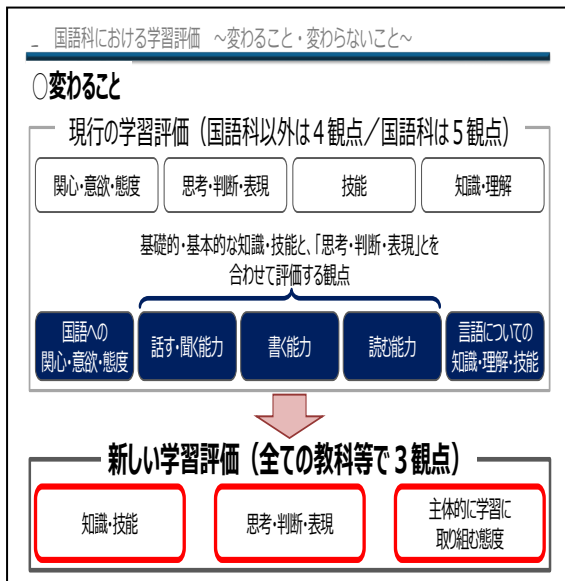 _ 国語科における学習評価 ～変わること・変わらないこと～
○変わること
現行の学習評価（国語科以外は４観点／国語科は５観点）
関心・意欲・態度
思考・判断・表現
技能
知識・理解
基礎的・基本的な知識・技能と、「思考・判断・表現」とを
合わせて評価する観点
国語への
関心・意欲・態度
話す・聞く能力
書く能力
読む能力
言語についての
知識・理解・技能
新しい学習評価（全ての教科等で３観点）
知識・技能
思考・判断・表現
主体的に学習に
取り組む態度